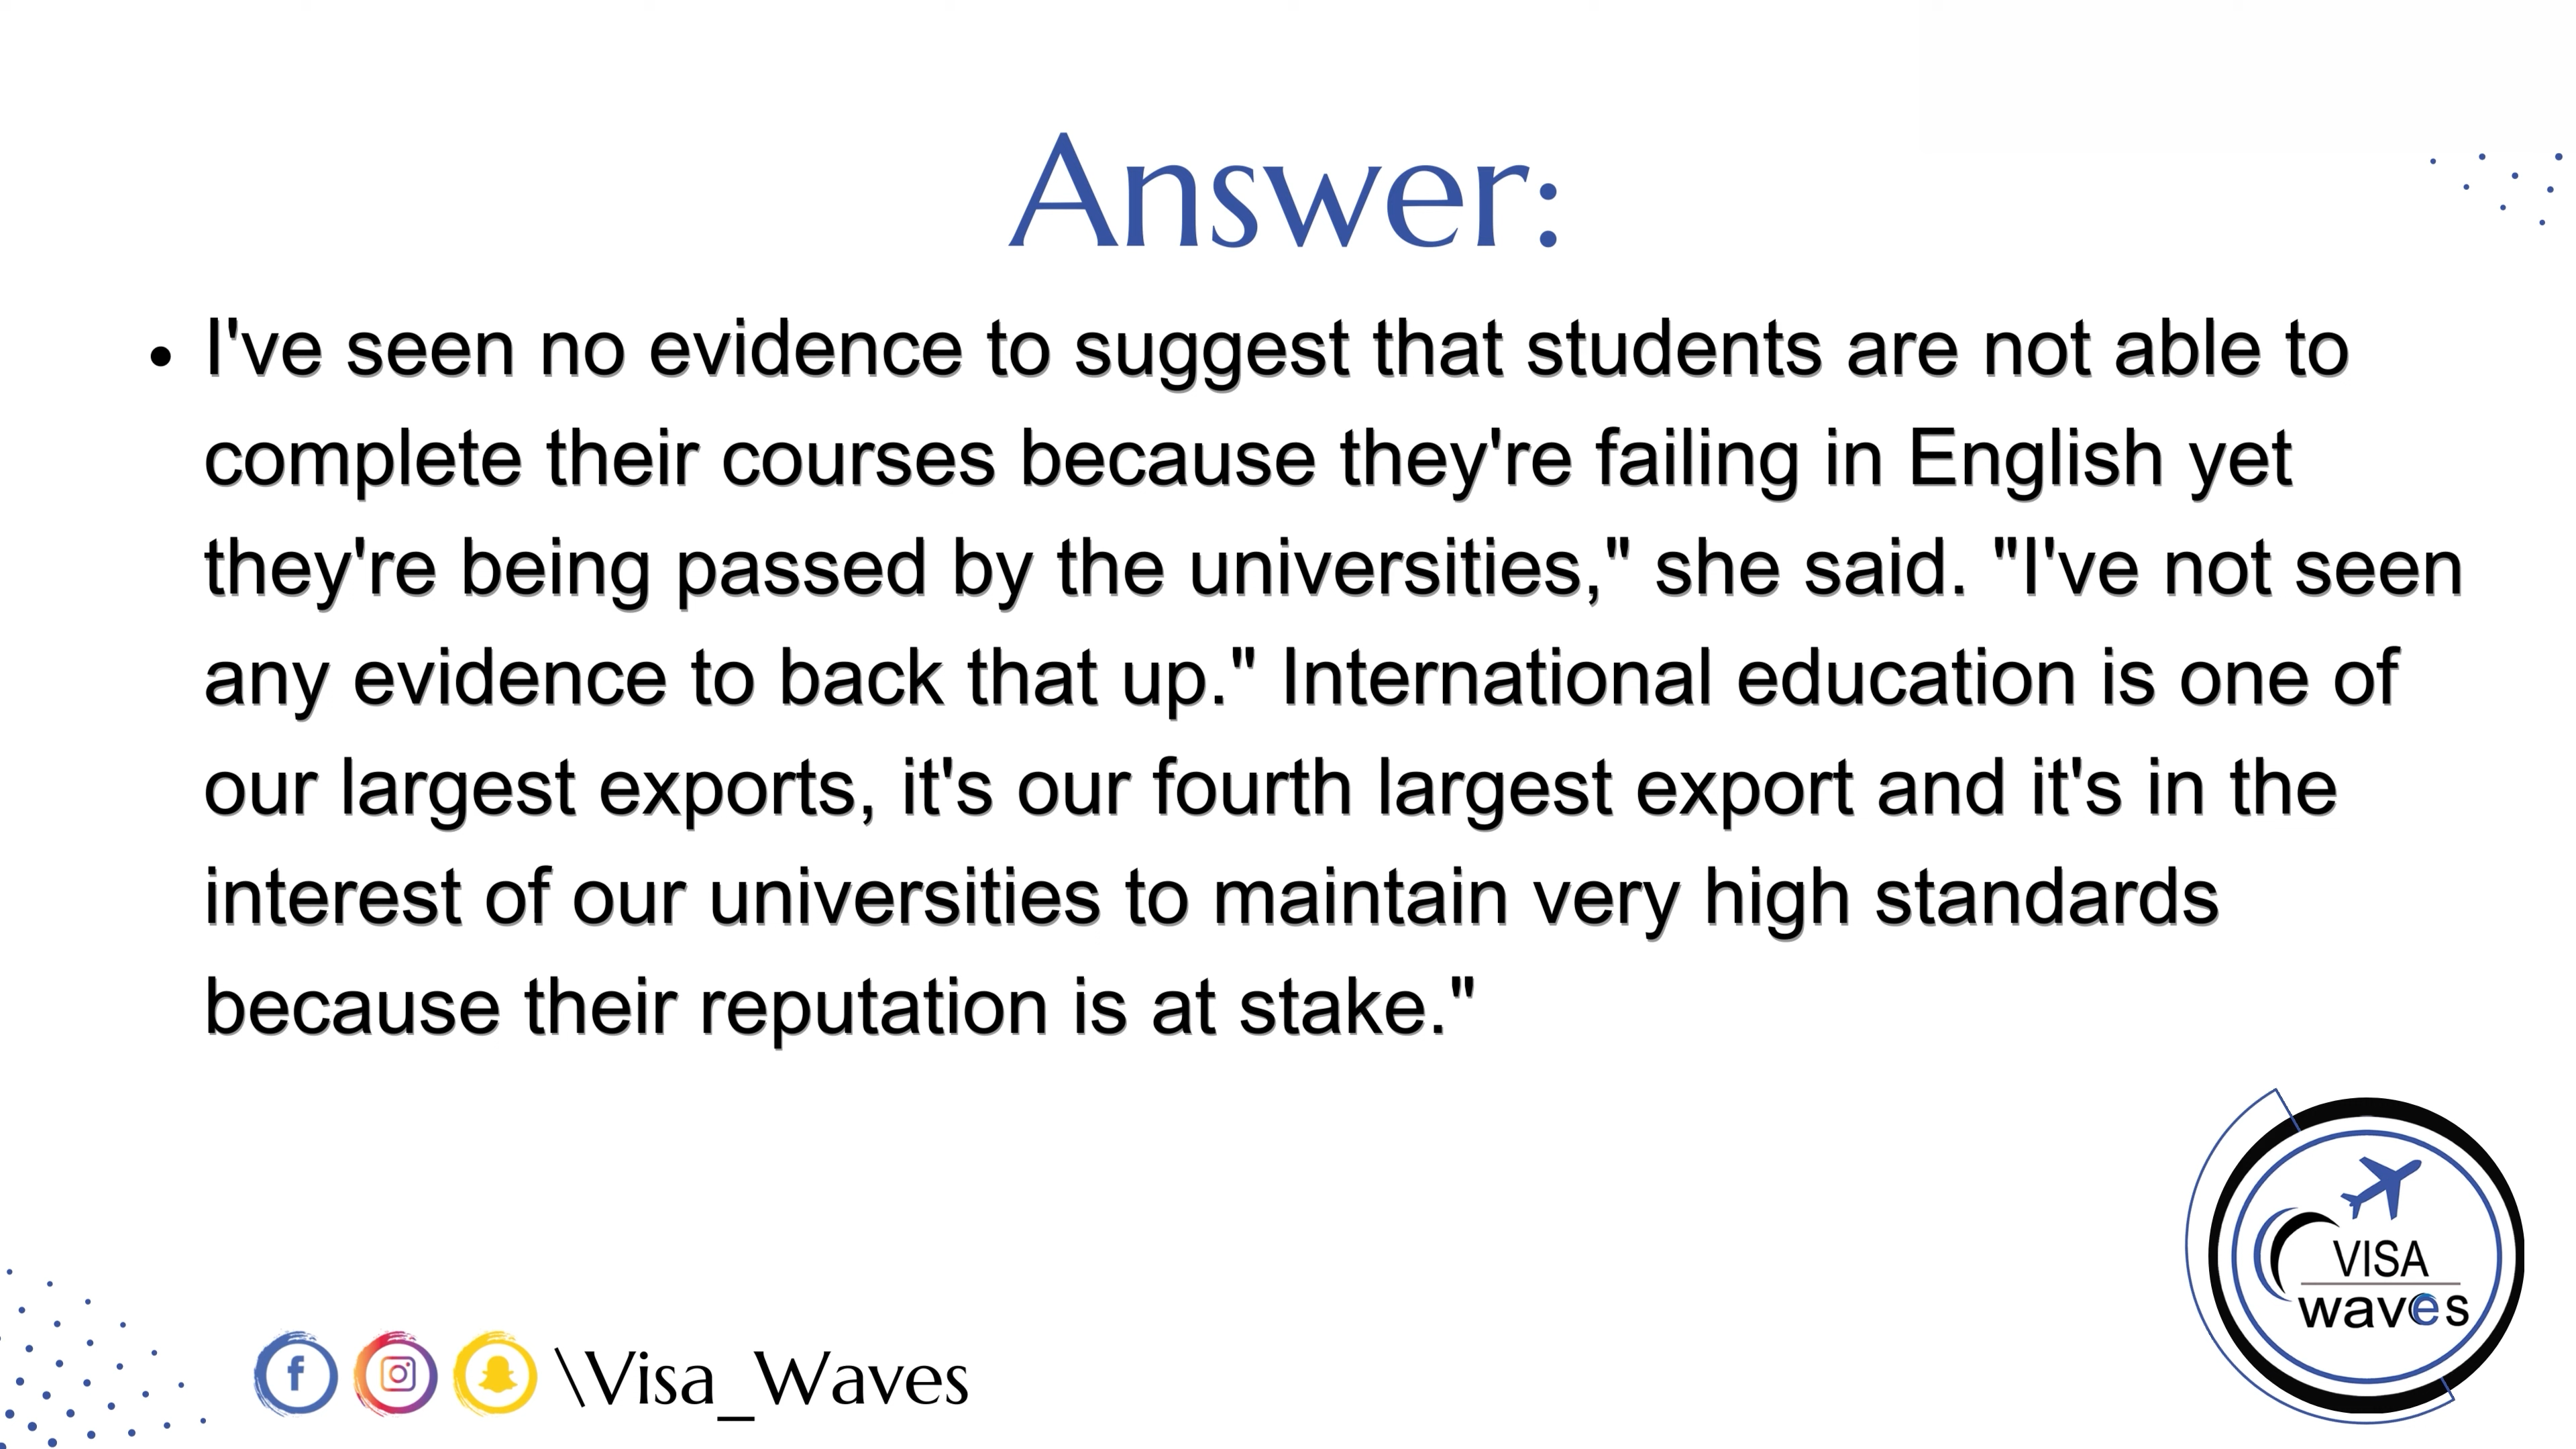 Answer:
• I've seen no evidence to suggest that students are not able to
complete their courses because they're failing in English yet
they're being passed by the universities," she said. "I've not seen
any evidence to back that up." International education is one of
our largest exports, it's our fourth largest export and it's in the
interest of our universities to maintain very high standards
because their reputation is at stake."
VISA
waves
\Visa_Waves